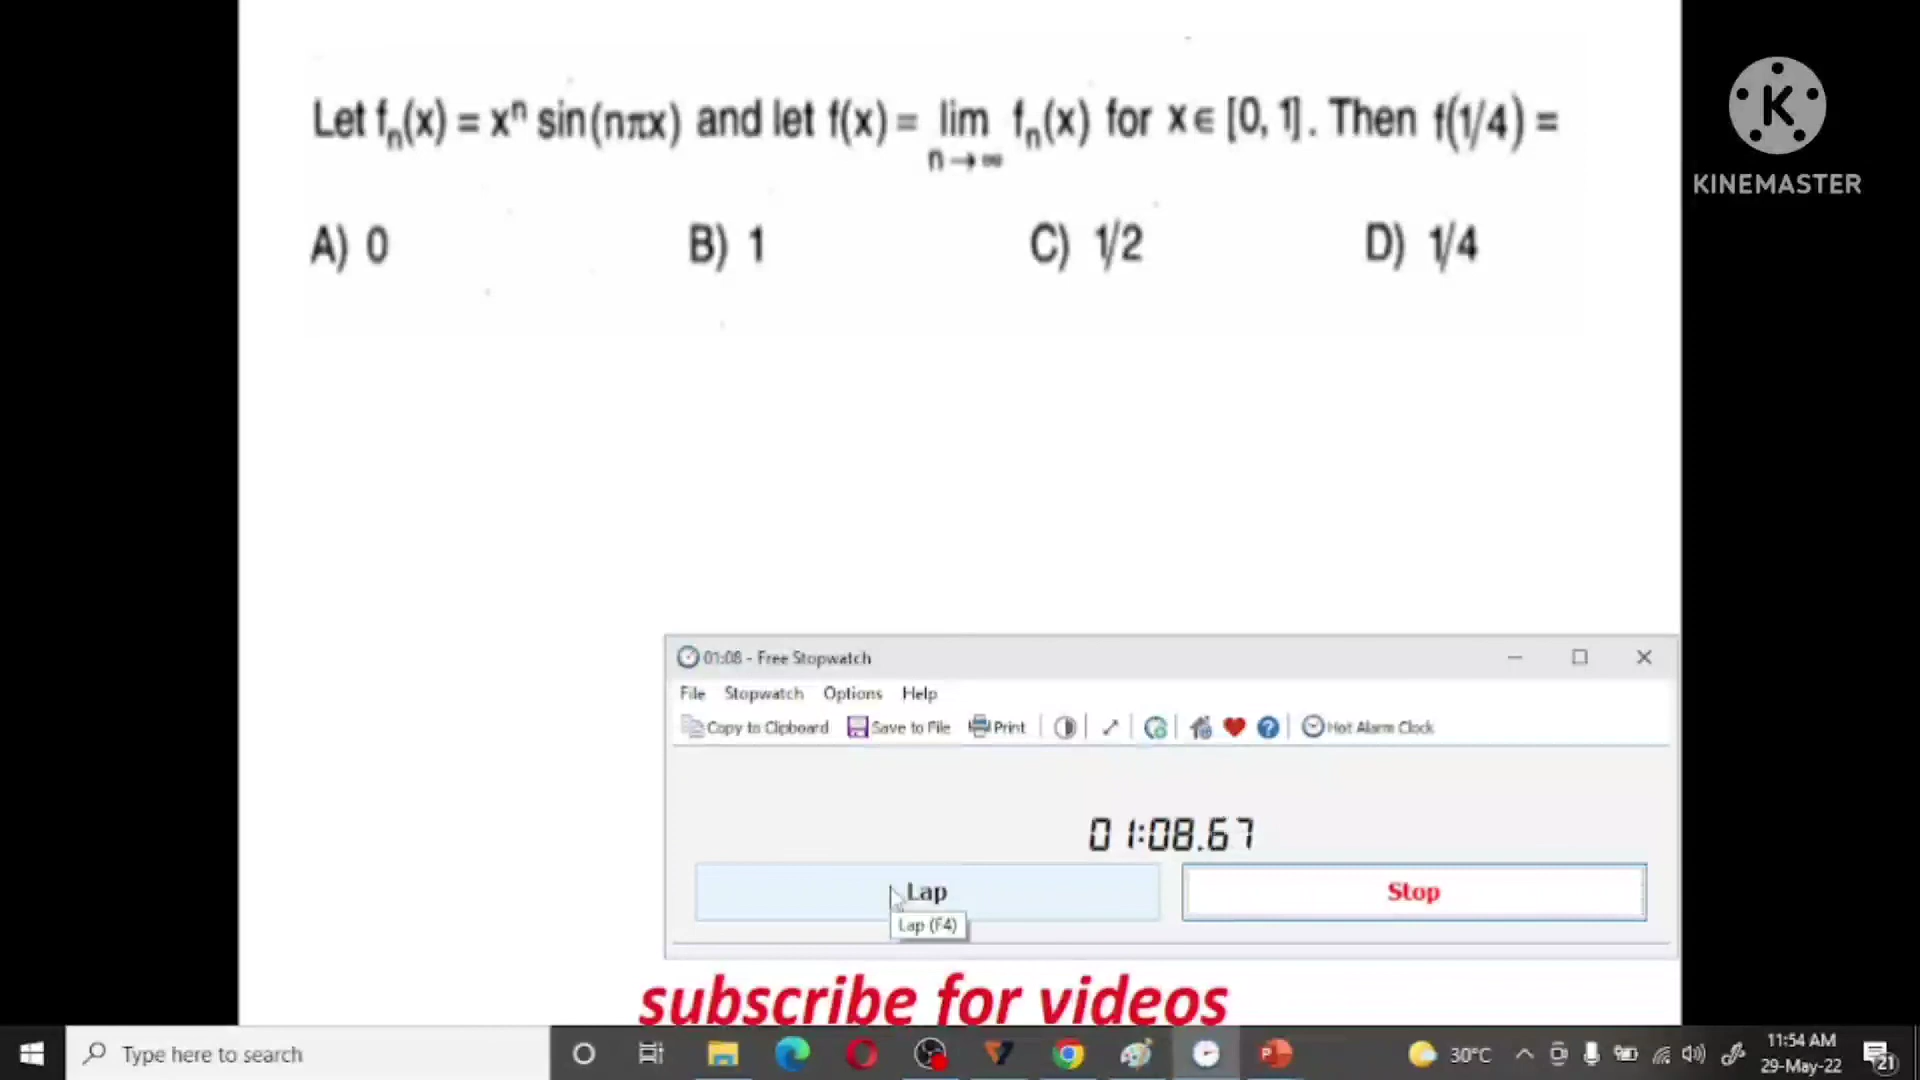 Let fn(x) = xⁿ sin(nπx) and let f(x) = lim fn(x) for x ∈ [0, 1]. Then f(1/4) =
n → ∞
A) 0 B) 1 C) 1/2 D) 1/4
KINEMASTER
01:08 - Free Stopwatch
File Stopwatch Options Help
Copy to Clipboard Save to File Print Hot Alarm Clock
01:08.67
Lap Stop
Lap (F4)
subscribe for videos
Type here to search 30°C 11:54 AM
29-May-22 21